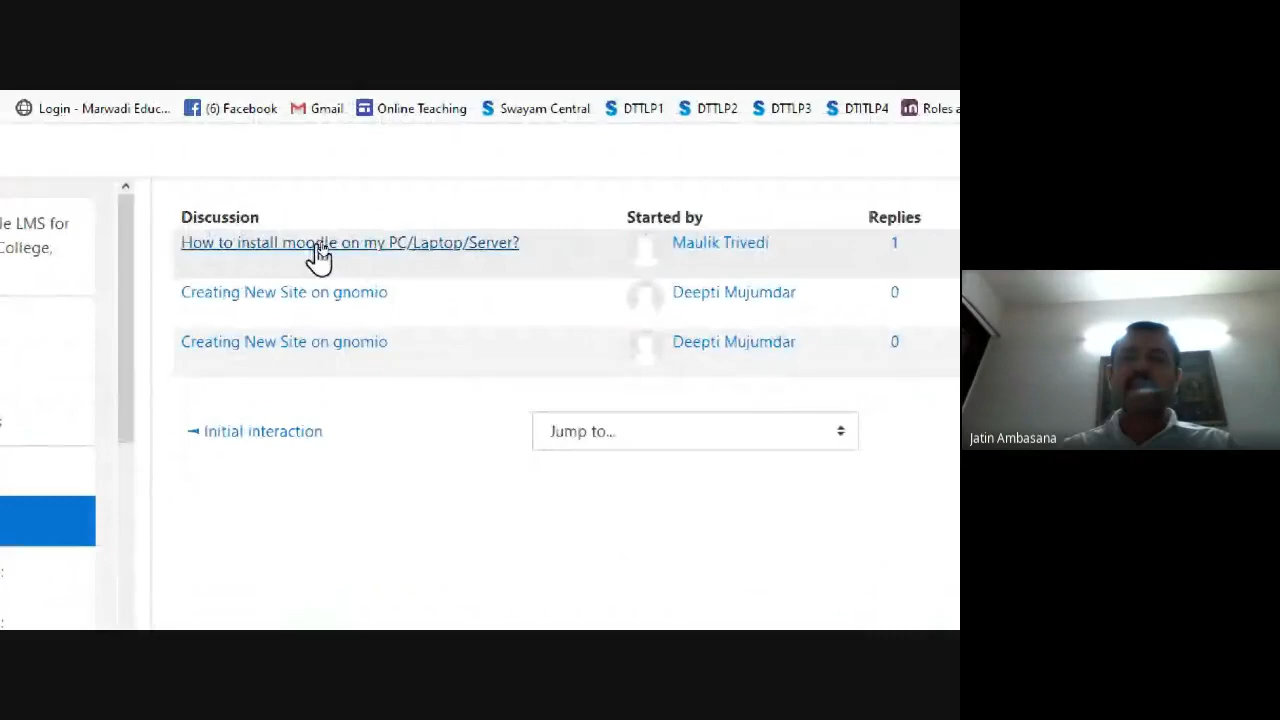 Login - Marwadi Educ... (6) Facebook Gmail Online Teaching Swayam Central DTTLP1 DTTLP2 DTTLP3 DTITLP4 Roles a
le LMS for
College,
Discussion Started by Replies
How to install moodle on my PC/Laptop/Server? Maulik Trivedi 1
Creating New Site on gnomio Deepti Mujumdar 0
Creating New Site on gnomio Deepti Mujumdar 0
◄ Initial interaction Jump to...
Jatin Ambasana